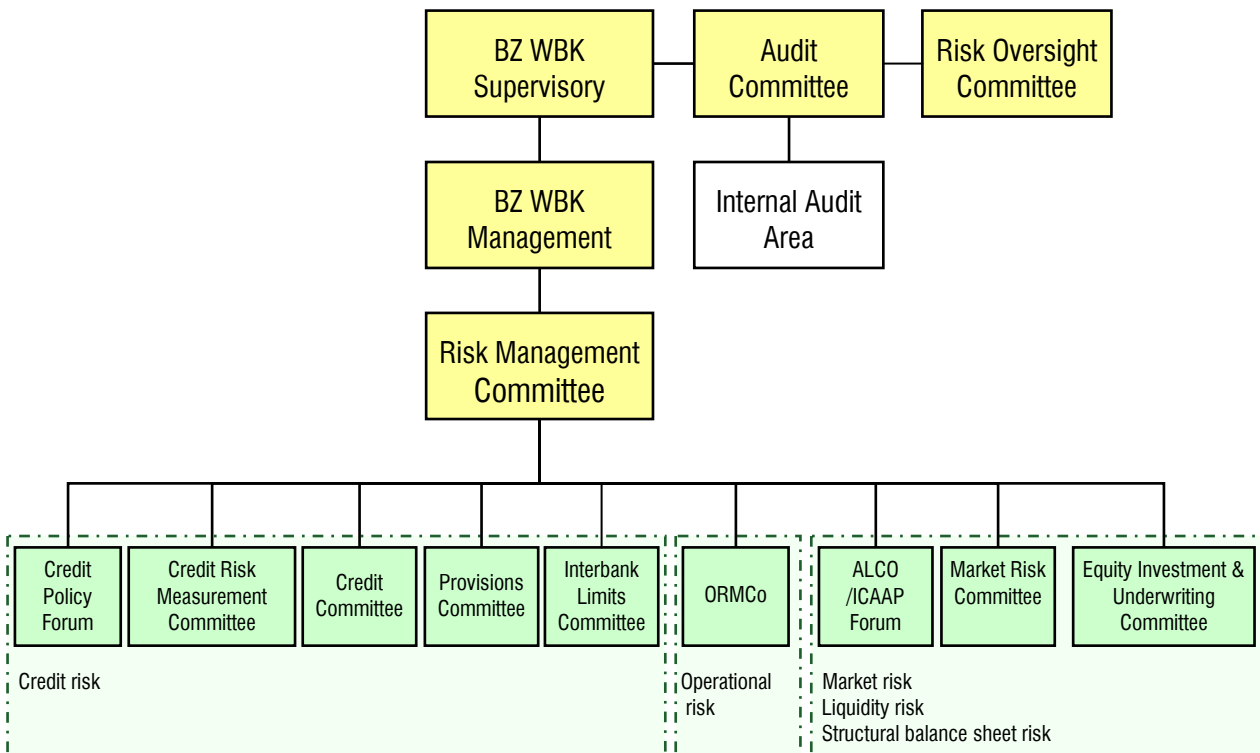 BZ WBK
Supervisory
Audit
Committee
Risk Oversight
Committee
BZ WBK
Management
Internal Audit
Area
Risk Management
Committee
Credit
Policy
Forum
Credit Risk
Measurement
Committee
Credit
Committee
Provisions
Committee
Interbank
Limits
Committee
ORMCo
ALCO
/ICAAP
Forum
Market Risk
Committee
Equity Investment &
Underwriting
Committee
Credit risk
Operational
risk
Market risk
Liquidity risk
Structural balance sheet risk